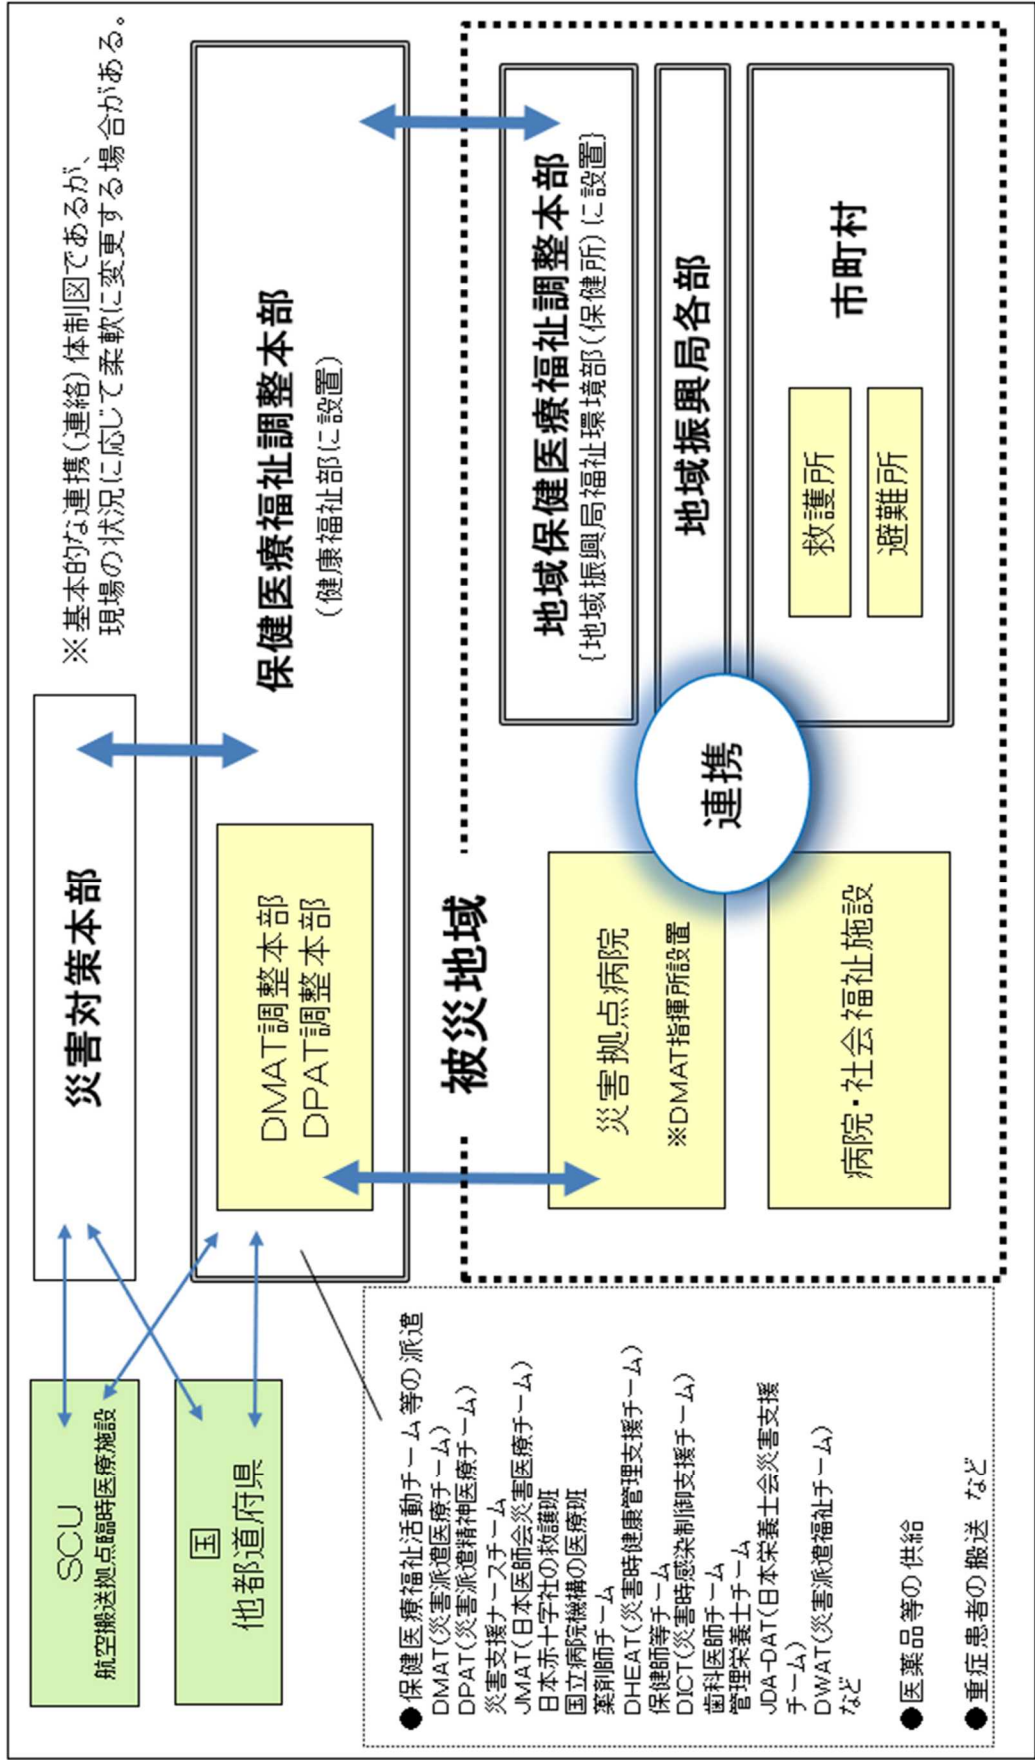 ※基本的な連携(連絡)体制図であるが、
現場の状況に応じて柔軟に変更する場合がある。
SCU
航空搬送拠点臨時医療施設
国
他都道府県
災害対策本部
保健医療福祉調整本部
(健康福祉部に設置)
DMAT調整本部
DPAT調整本部
●保健医療福祉活動チーム等の派遣
DMAT(災害派遣医療チーム)
DPAT(災害派遣精神医療チーム)
災害支援ナースチーム
JMAT(日本医師会災害医療チーム)
日本赤十字社の救護班
国立病院機構の医療班
薬剤師チーム
DHEAT(災害時健康管理支援チーム)
保健師等チーム
DICT(災害時感染制御支援チーム)
歯科医師チーム
管理栄養士チーム
JDA-DAT(日本栄養士会災害支援
チーム)
DWAT(災害派遣福祉チーム)
など
●医薬品等の供給
●重症患者の搬送 など
被災地域
災害拠点病院
※DMAT指揮所設置
病院・社会福祉施設
連携
地域保健医療福祉調整本部
{地域振興局福祉環境部(保健所)に設置}
地域振興局各部
市町村
救護所
避難所